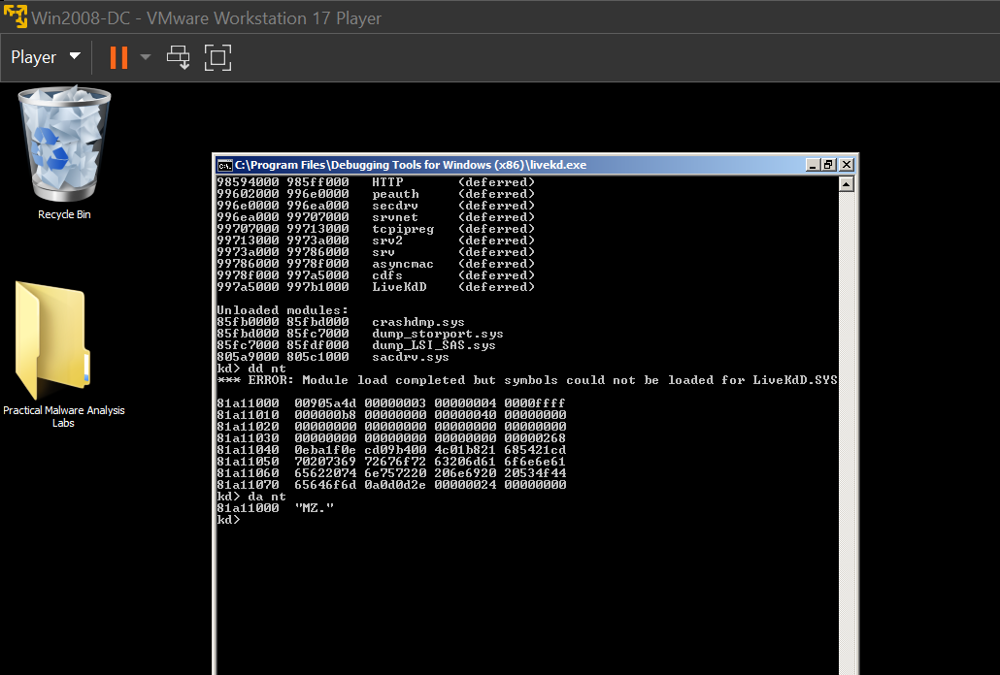 Win2008-DC - VMware Workstation 17 Player
Player
Recycle Bin
Practical Malware Analysis
Labs
C:\Program Files\Debugging Tools for Windows (x86)\livekd.exe
98594000 985ff000   HTTP       (deferred)
99602000 996e0000   peauth     (deferred)
996e0000 996ea000   secdrv     (deferred)
996ea000 99707000   srvnet     (deferred)
99707000 99713000   tcpipreg   (deferred)
99713000 9973a000   srv2       (deferred)
9973a000 99786000   srv        (deferred)
99786000 9978f000   asyncmac   (deferred)
9978f000 997a5000   cdfs       (deferred)
997a5000 997b1000   LiveKdD    (deferred)
Unloaded modules:
85fb0000 85fbd000   crashdmp.sys
85fbd000 85fc7000   dump_storport.sys
85fc7000 85fdf000   dump_LSI_SAS.sys
805a9000 805c1000   sacdrv.sys
kd> dd nt
*** ERROR: Module load completed but symbols could not be loaded for LiveKdD.SYS
81a11000  00905a4d 00000003 00000004 0000ffff
81a11010  000000b8 00000000 00000040 00000000
81a11020  00000000 00000000 00000000 00000000
81a11030  00000000 00000000 00000000 00000268
81a11040  0eba1f0e cd09b400 4c01b821 685421cd
81a11050  70207369 72676f72 63206d61 6f6e6e61
81a11060  65622074 6e757220 206e6920 20534f44
81a11070  65646f6d 0a0d0d2e 00000024 00000000
kd> da nt
81a11000  "MZ."
kd>